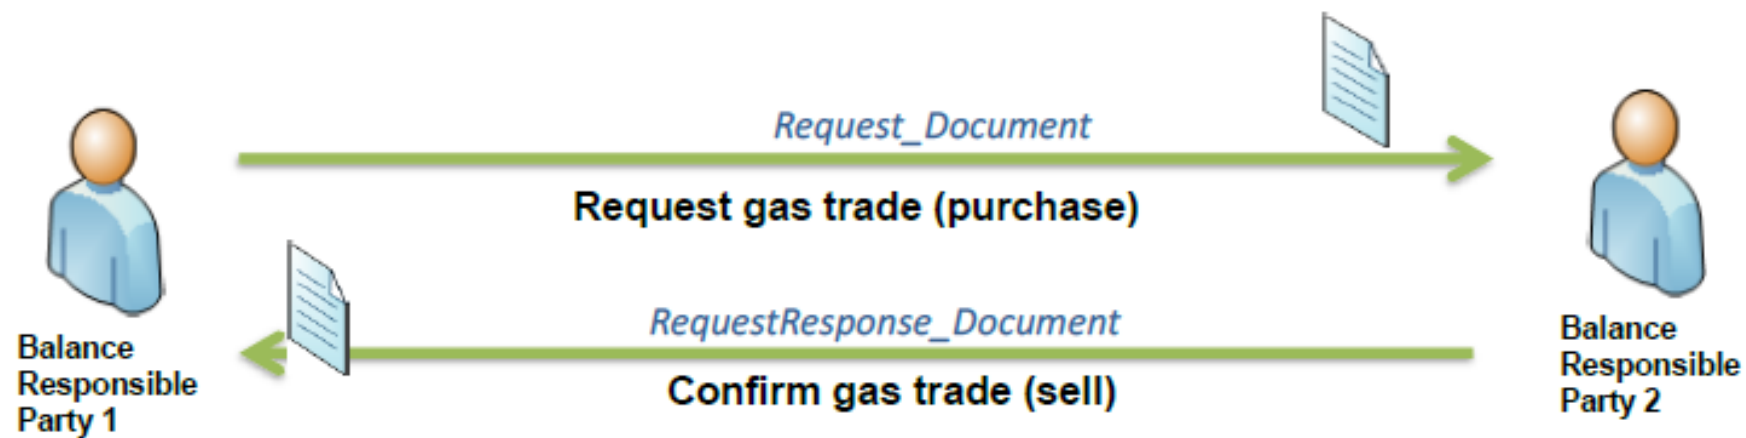 Request_Document
Request gas trade (purchase)
RequestResponse_Document
Confirm gas trade (sell)
Balance
Responsible
Party 1
Balance
Responsible
Party 2